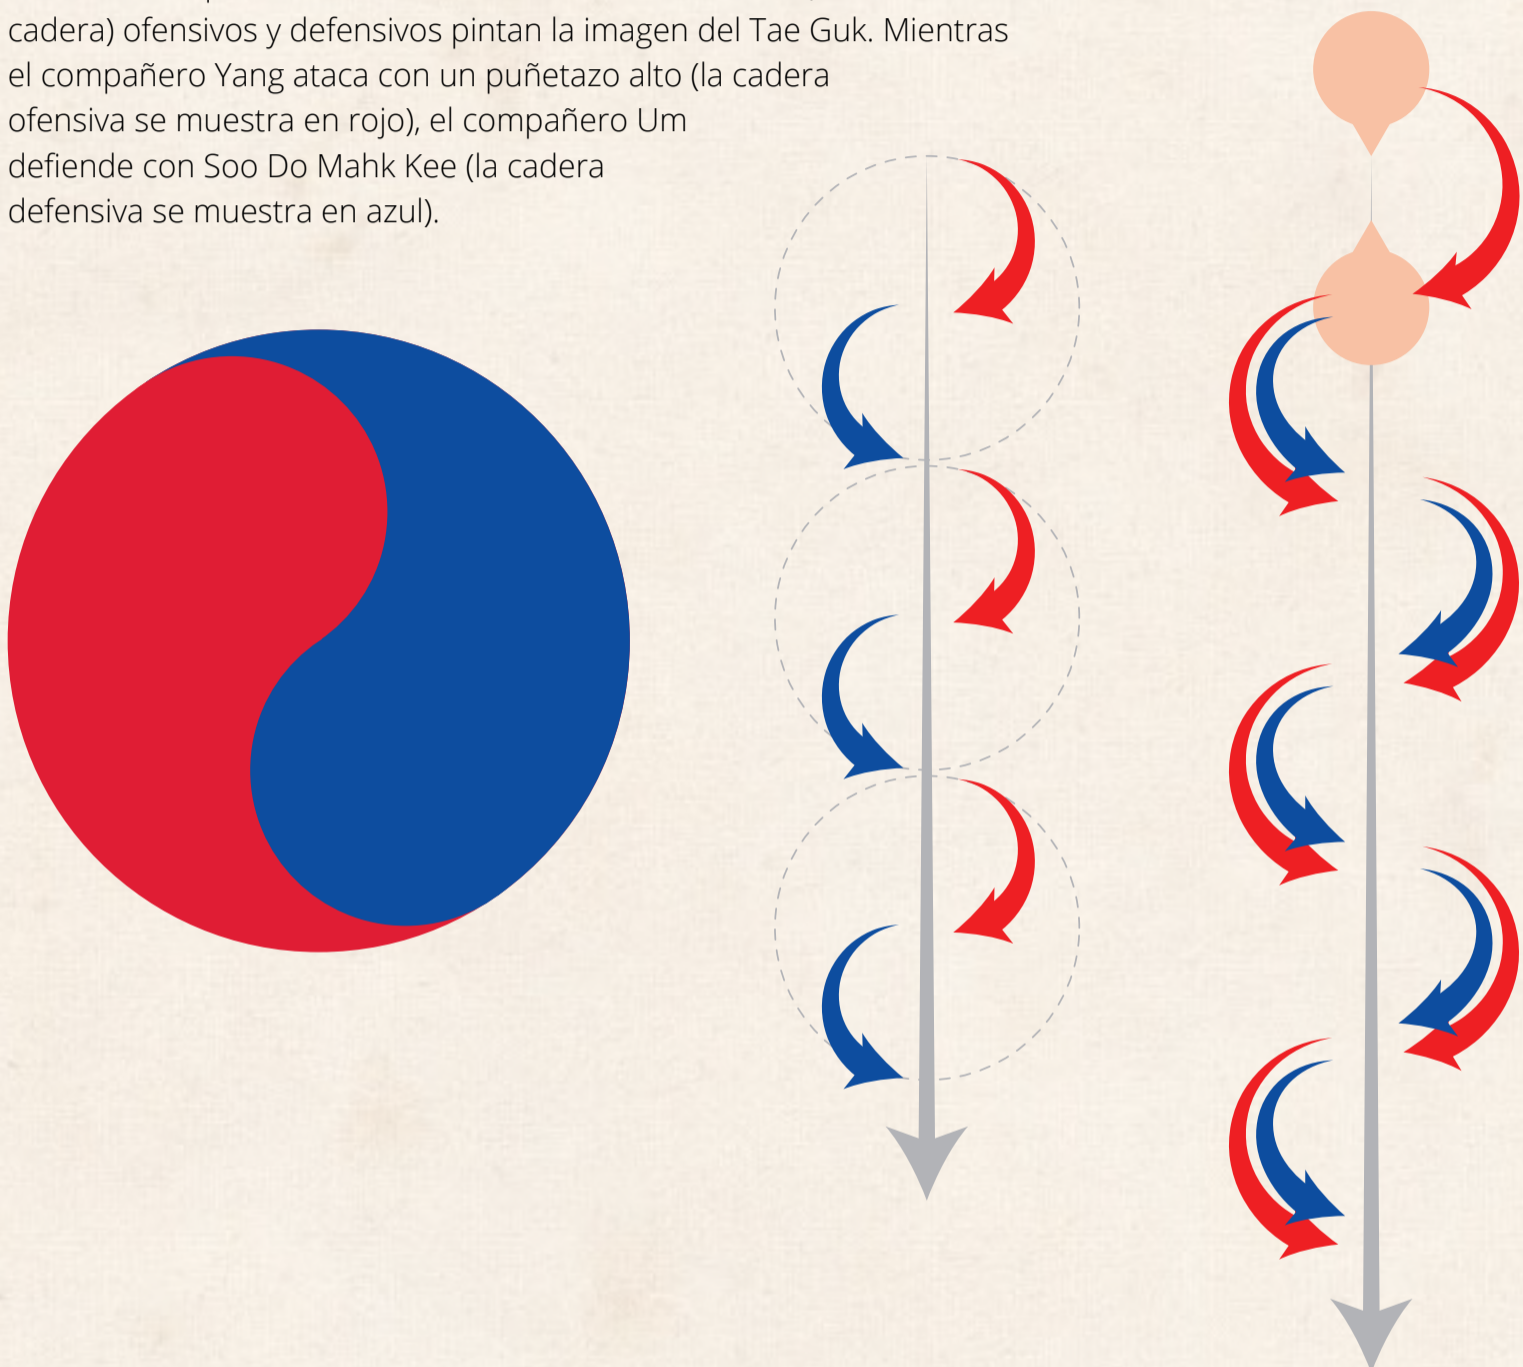 cadera) ofensivos y defensivos pintan la imagen del Tae Guk. Mientras
el compañero Yang ataca con un puñetazo alto (la cadera
ofensiva se muestra en rojo), el compañero Um
defiende con Soo Do Mahk Kee (la cadera
defensiva se muestra en azul).